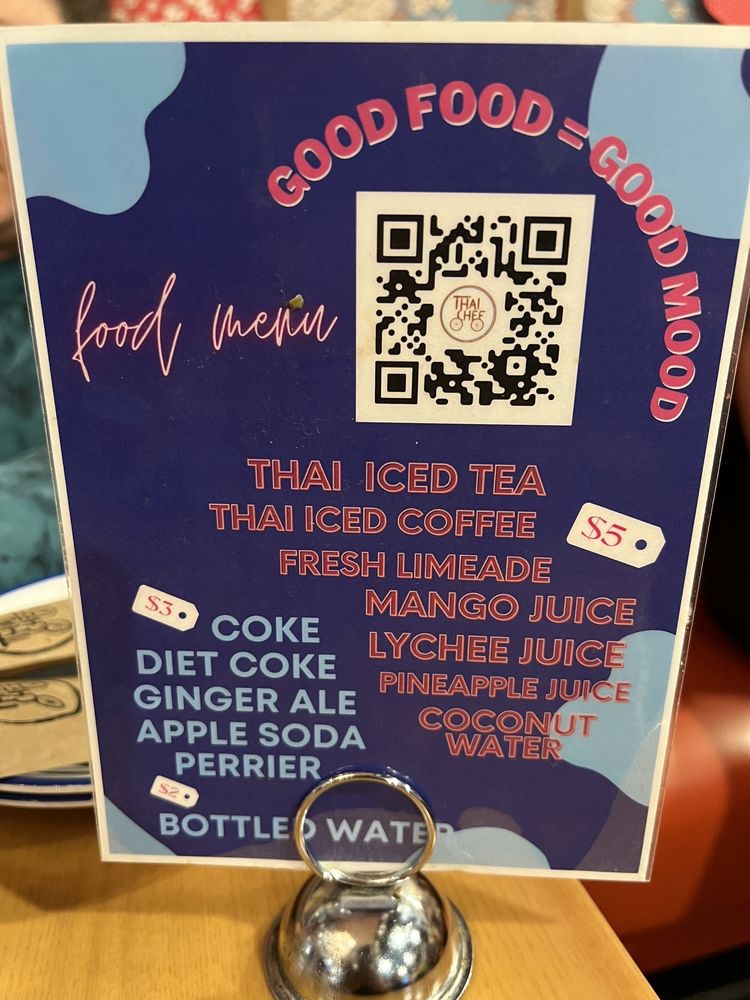 GOOD FOOD = GOOD MOOD
THAI
CHEF
food menu
THAI ICED TEA
THAI ICED COFFEE
$5
FRESH LIMEADE
MANGO JUICE
LYCHEE JUICE
PINEAPPLE JUICE
COCONUT
WATER
$3
COKE
DIET COKE
GINGER ALE
APPLE SODA
PERRIER
$2
BOTTLED WATER